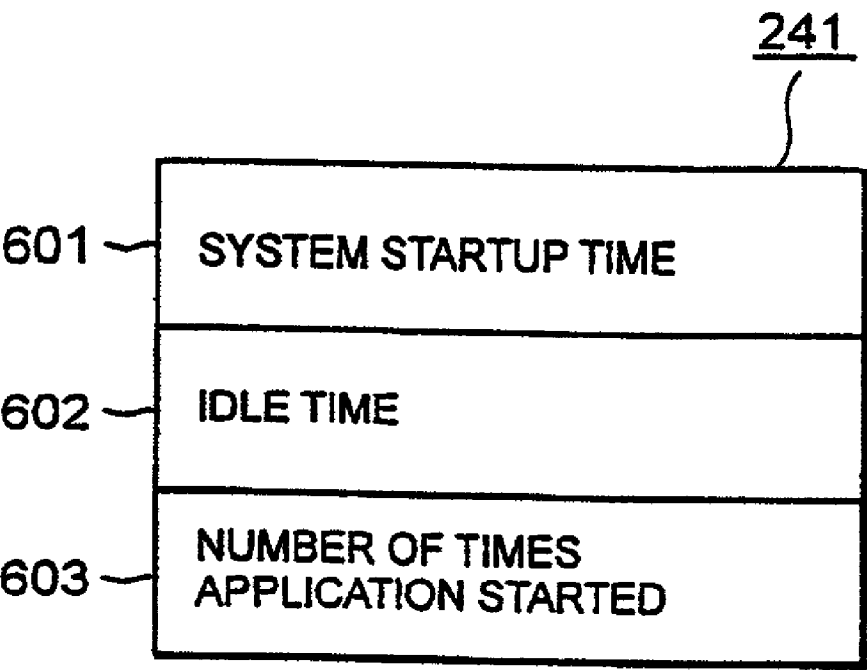 241
601
SYSTEM STARTUP TIME
602
IDLE TIME
603
NUMBER OF TIMES
APPLICATION STARTED